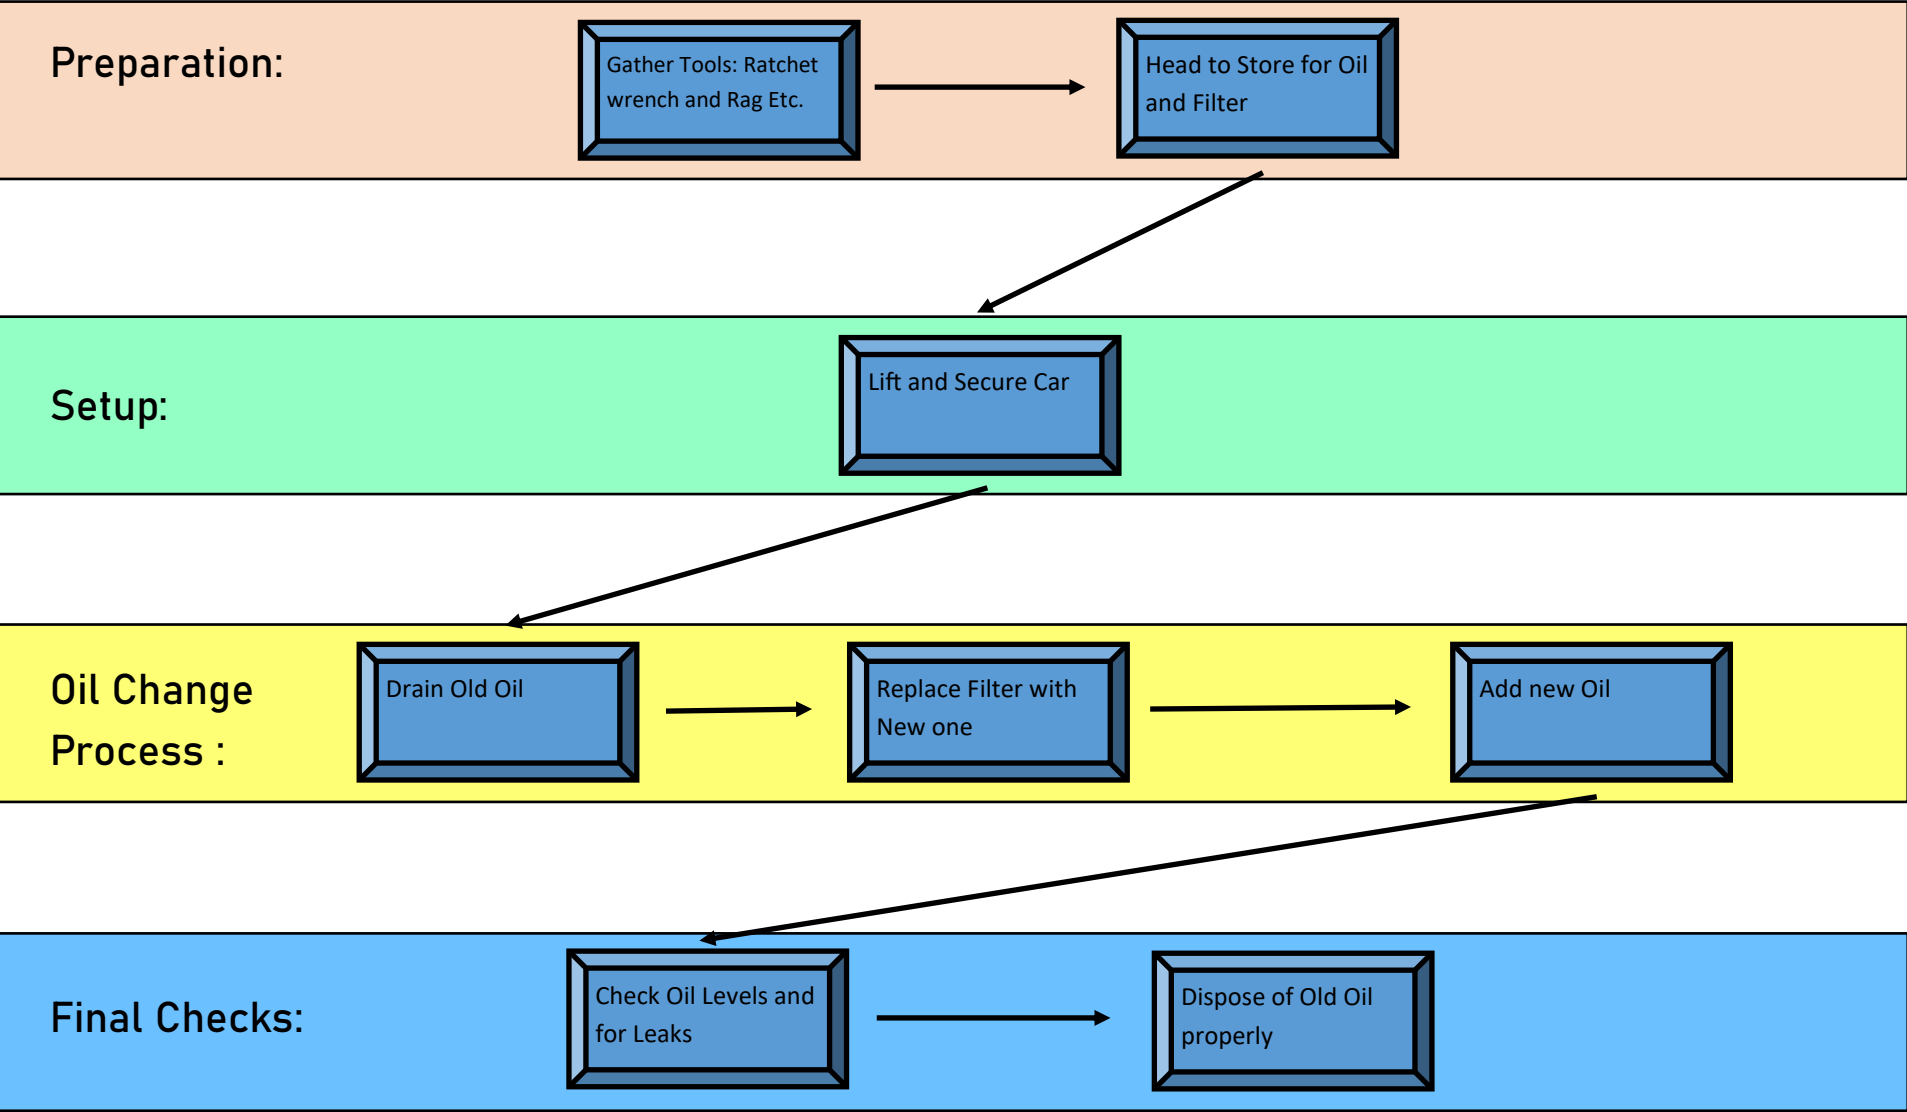 Preparation:
Gather Tools: Ratchet
wrench and Rag Etc.
Head to Store for Oil
and Filter
Setup:
Lift and Secure Car
Oil Change
Process :
Drain Old Oil
Replace Filter with
New one
Add new Oil
Final Checks:
Check Oil Levels and
for Leaks
Dispose of Old Oil
properly